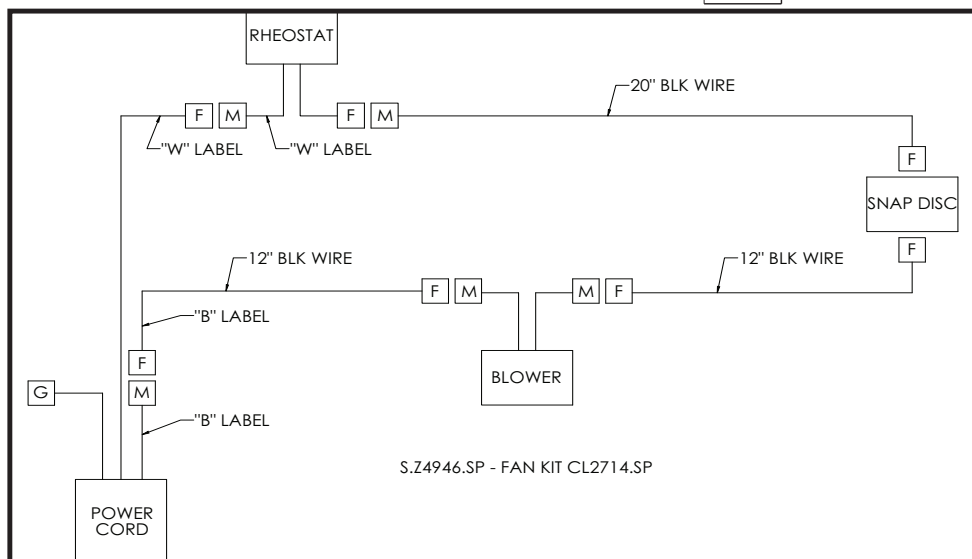 RHEOSTAT
20" BLK WIRE
F M
F M
"W" LABEL
"W" LABEL
F
SNAP DISC
F
12" BLK WIRE
12" BLK WIRE
F M
M F
"B" LABEL
F
BLOWER
G
M
"B" LABEL
S.Z4946.SP - FAN KIT CL2714.SP
POWER
CORD